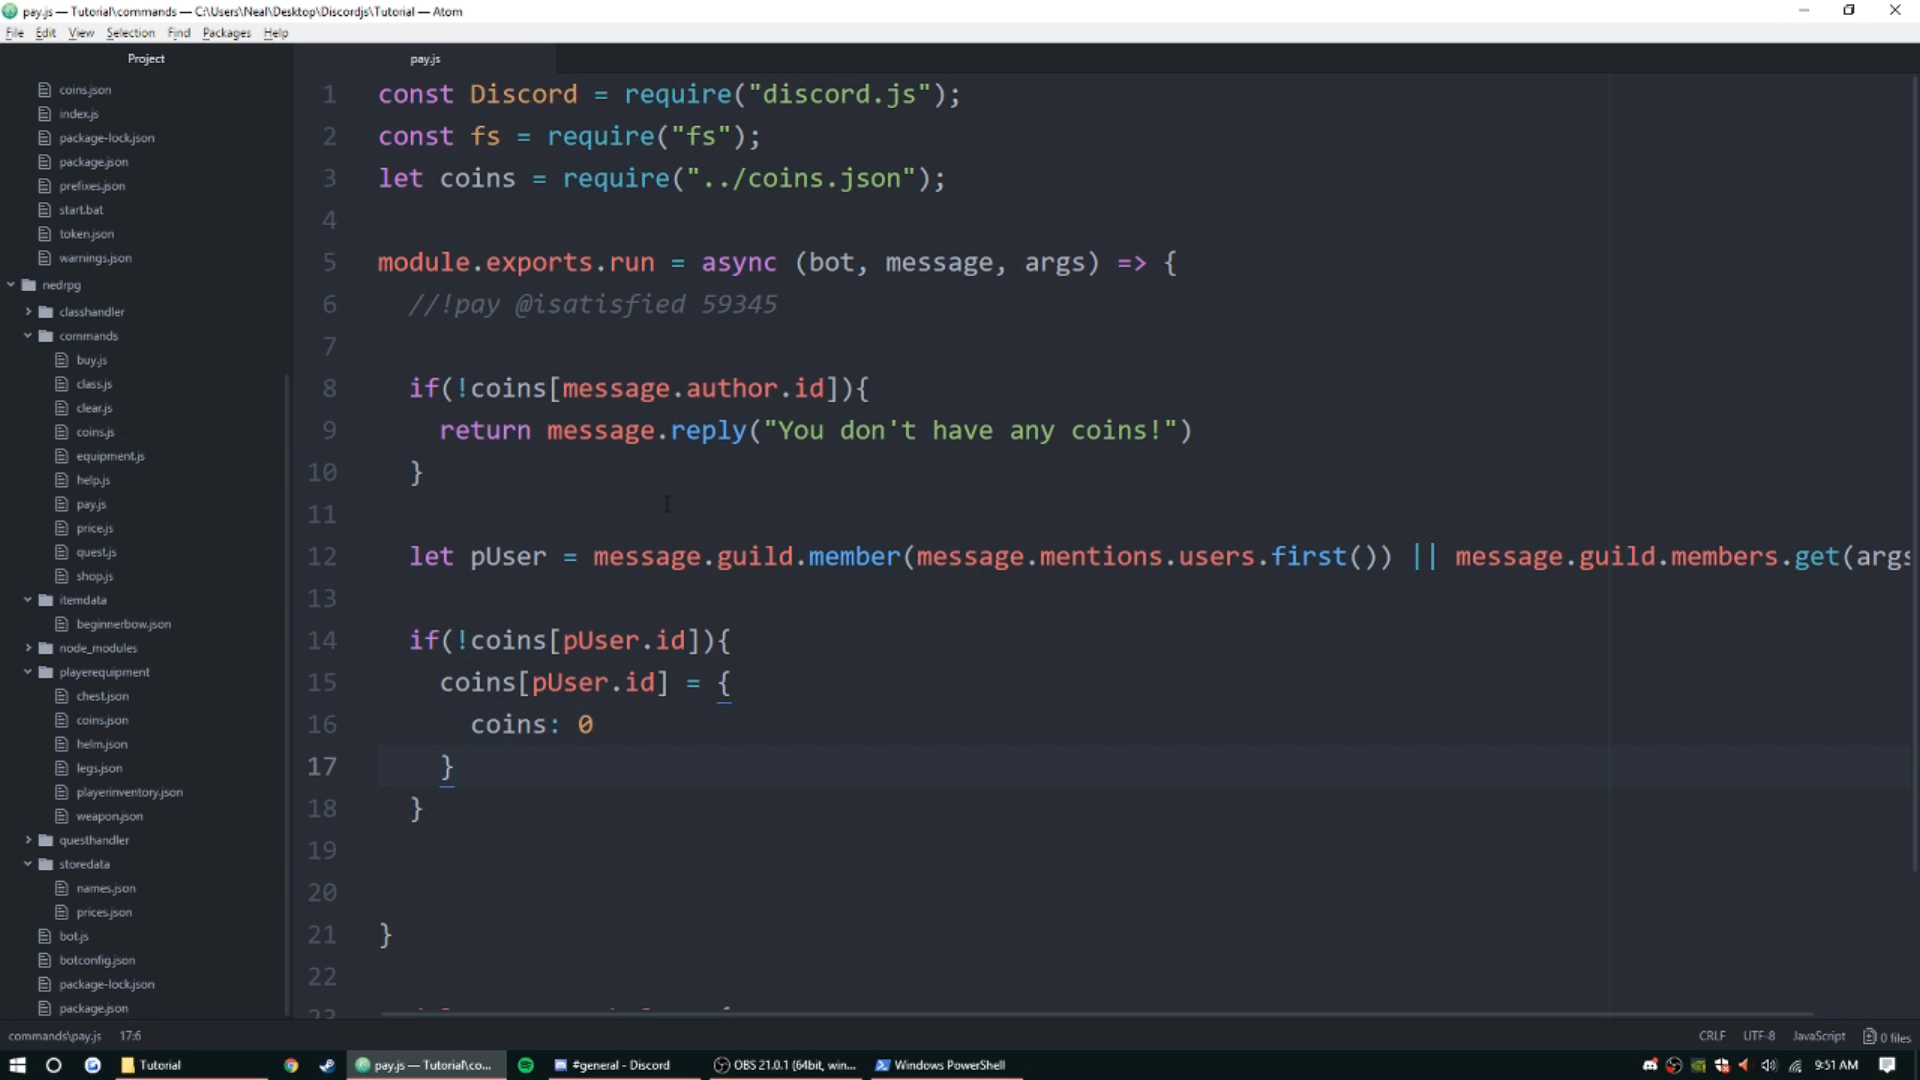 pay.js — Tutorial\commands — C:\Users\Neal\Desktop\Discordjs\Tutorial — Atom
File Edit View Selection Find Packages Help
Project
coins.json
index.js
package-lock.json
package.json
prefixes.json
start.bat
token.json
warnings.json
nedrpg
classhandler
commands
buy.js
class.js
clear.js
coins.js
equipment.js
help.js
pay.js
price.js
quest.js
shop.js
itemdata
beginnerbow.json
node_modules
playerequipment
chest.json
coins.json
helm.json
legs.json
playerinventory.json
weapon.json
questhandler
storedata
names.json
prices.json
bot.js
botconfig.json
package-lock.json
package.json
pay.js
1 const Discord = require("discord.js");
2 const fs = require("fs");
3 let coins = require("../coins.json");
4
5 module.exports.run = async (bot, message, args) => {
6 //!pay @isatisfied 59345
7
8 if(!coins[message.author.id]){
9 return message.reply("You don't have any coins!")
10 }
11
12 let pUser = message.guild.member(message.mentions.users.first()) || message.guild.members.get(args
13
14 if(!coins[pUser.id]){
15 coins[pUser.id] = {
16 coins: 0
17 }
18 }
19
20
21 }
22
23
commands\pay.js 17:6
CRLF UTF-8 JavaScript 0 files
Tutorial
pay.js — Tutorial\co...
#general - Discord
OBS 21.0.1 (64bit, win...
Windows PowerShell
9:51 AM